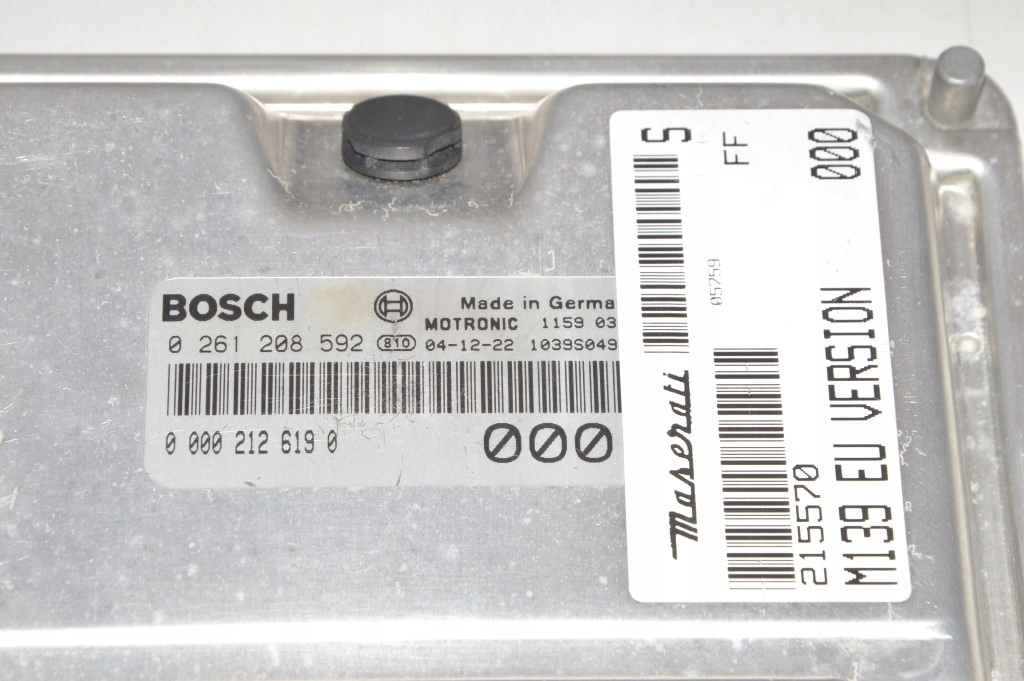 BOSCH
Made in Germa
MOTRONIC 1159 03
0 261 208 592 810 04-12-22 1039S049
0 000 212 619 0
000
S
FF
000
05759
Maserati
215570
M139 EU VERSION